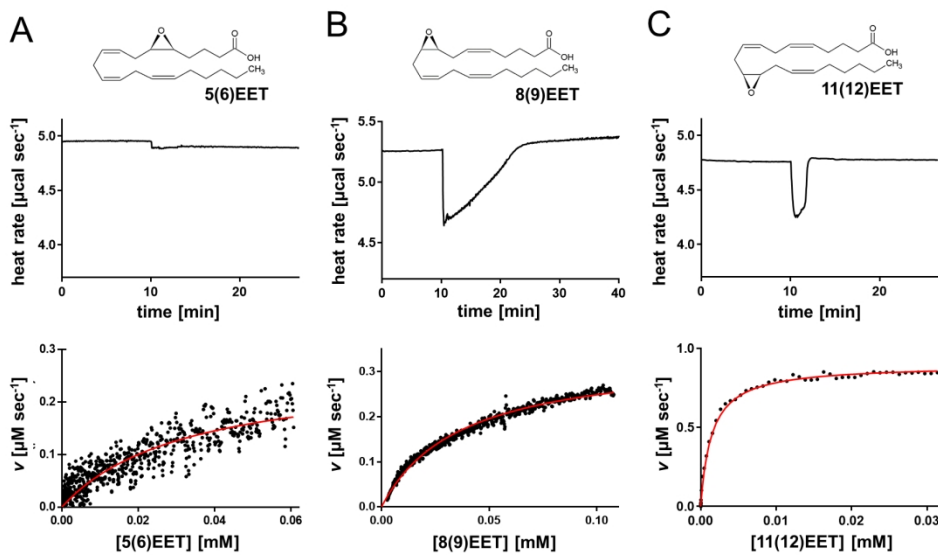 A
O
O
OH
CH₃
5(6)EET
heat rate [µcal sec⁻¹]
5.0
4.5
4.0
0
10
20
time [min]
v [µM sec⁻¹]
0.3
0.2
0.1
0.0
0.00
0.02
0.04
0.06
[5(6)EET] [mM]
B
O
O
OH
CH₃
8(9)EET
heat rate [µcal sec⁻¹]
5.5
5.0
4.5
0
10
20
30
40
time [min]
v [µM sec⁻¹]
0.3
0.2
0.1
0.0
0.00
0.05
0.10
[8(9)EET] [mM]
C
O
OH
CH₃
O
11(12)EET
heat rate [µcal sec⁻¹]
5.0
4.5
4.0
0
10
20
time [min]
v [µM sec⁻¹]
1.0
0.5
0.0
0.00
0.01
0.02
0.03
[11(12)EET] [mM]